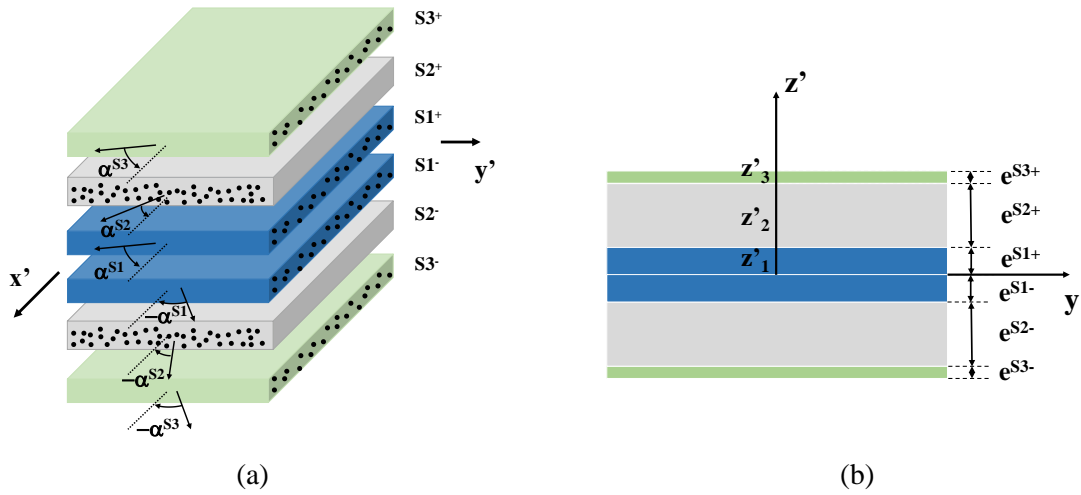 S3⁺
S2⁺
S1⁺
S1⁻
S2⁻
S3⁻
y’
x’
α^S3
α^S2
α^S1
−α^S1
−α^S2
−α^S3
(a)
z’
z’₃
z’₂
z’₁
y
e^S3+
e^S2+
e^S1+
e^S1-
e^S2-
e^S3-
(b)